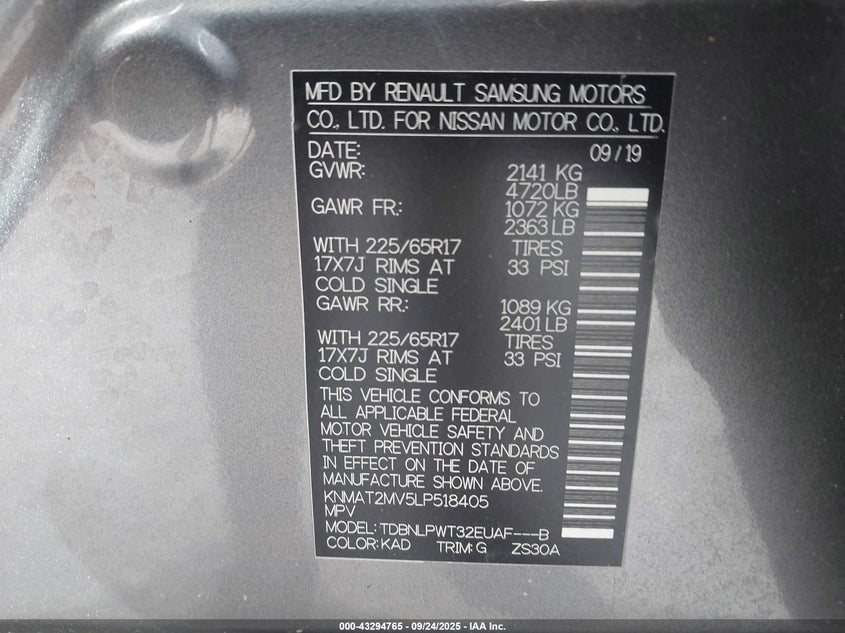 MFD BY RENAULT SAMSUNG MOTORS
CO., LTD. FOR NISSAN MOTOR CO., LTD.
DATE: 09/19
GVWR: 2141 KG
4720LB
GAWR FR.: 1072 KG
2363 LB
WITH 225/65R17 TIRES
17X7J RIMS AT 33 PSI
COLD SINGLE
GAWR RR.: 1089 KG
2401 LB
WITH 225/65R17 TIRES
17X7J RIMS AT 33 PSI
COLD SINGLE
THIS VEHICLE CONFORMS TO
ALL APPLICABLE FEDERAL
MOTOR VEHICLE SAFETY AND
THEFT PREVENTION STANDARDS
IN EFFECT ON THE DATE OF
MANUFACTURE SHOWN ABOVE.
KNMAT2MV5LP518405
MPV
MODEL: TDBNLPWT32EUAF---B
COLOR: KAD TRIM: G ZS30A
000-43294765 - 09/24/2025 - IAA Inc.